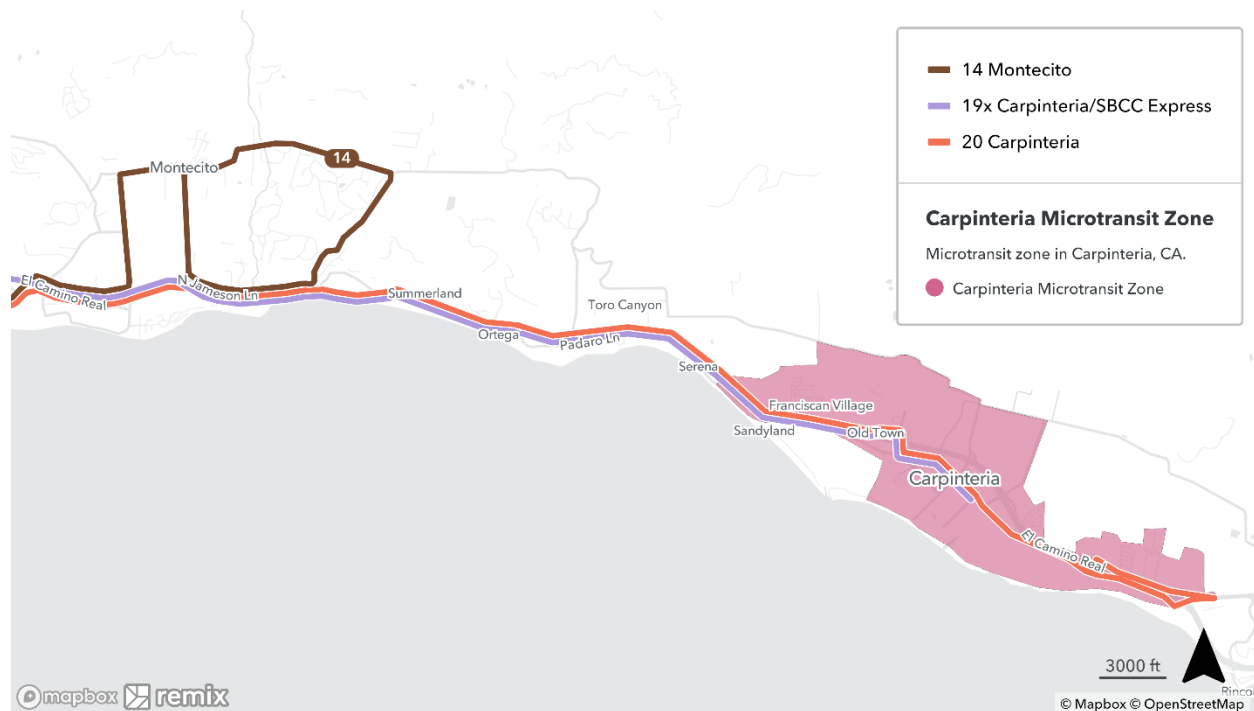 14 Montecito
19x Carpinteria/SBCC Express
20 Carpinteria
Carpinteria Microtransit Zone
Microtransit zone in Carpinteria, CA.
Carpinteria Microtransit Zone
14
Montecito
El Camino Real
N Jameson Ln
Summerland
Toro Canyon
Ortega
Padaro Ln
Serena
Franciscan Village
Sandyland
Old Town
Carpinteria
El Camino Real
3000 ft
mapbox remix
© Mapbox © OpenStreetMap